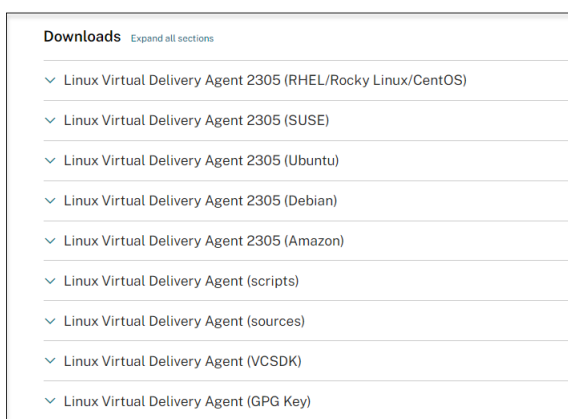 Downloads Expand all sections
Linux Virtual Delivery Agent 2305 (RHEL/Rocky Linux/CentOS)
Linux Virtual Delivery Agent 2305 (SUSE)
Linux Virtual Delivery Agent 2305 (Ubuntu)
Linux Virtual Delivery Agent 2305 (Debian)
Linux Virtual Delivery Agent 2305 (Amazon)
Linux Virtual Delivery Agent (scripts)
Linux Virtual Delivery Agent (sources)
Linux Virtual Delivery Agent (VCSDK)
Linux Virtual Delivery Agent (GPG Key)